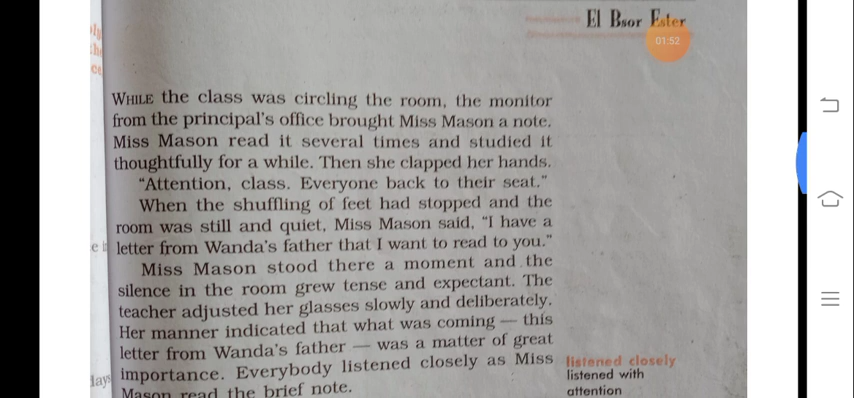 El Bsor Ester
01:52
WHILE the class was circling the room, the monitor
from the principal's office brought Miss Mason a note.
Miss Mason read it several times and studied it
thoughtfully for a while. Then she clapped her hands.
"Attention, class. Everyone back to their seat."
When the shuffling of feet had stopped and the
room was still and quiet, Miss Mason said, "I have a
letter from Wanda's father that I want to read to you."
Miss Mason stood there a moment and the
silence in the room grew tense and expectant. The
teacher adjusted her glasses slowly and deliberately.
Her manner indicated that what was coming — this
letter from Wanda's father — was a matter of great
importance. Everybody listened closely as Miss
Mason read the brief note.
listened closely
listened with
attention